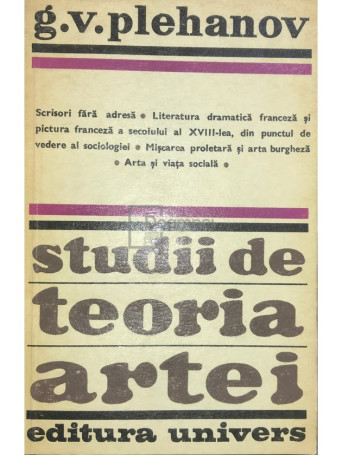 g.v.plehanov
Scrisori fără adresă • Literatura dramatică franceză și
pictura franceză a secolului al XVIII-lea, din punctul de
vedere al sociologiei • Mișcarea proletară și arta burgheză
• Arta și viața socială •
studii de
teoria
artei
editura univers